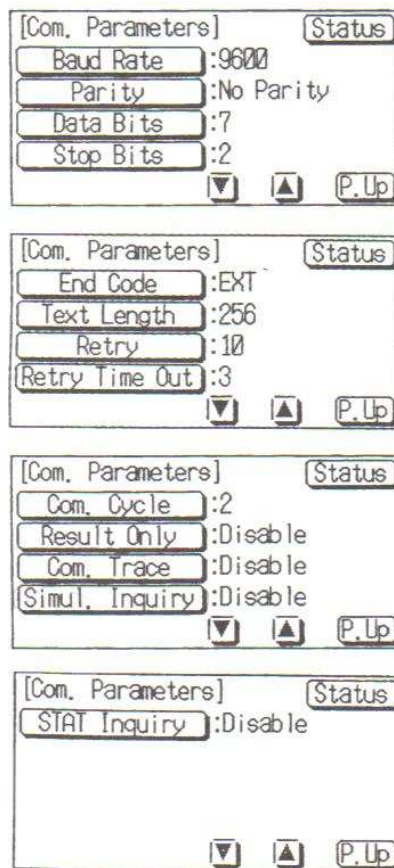 [Com. Parameters] Status
Baud Rate :9600
Parity :No Parity
Data Bits :7
Stop Bits :2
▼ ▲ P.Up
[Com. Parameters] Status
End Code :EXT
Text Length :256
Retry :10
Retry Time Out :3
▼ ▲ P.Up
[Com. Parameters] Status
Com. Cycle :2
Result Only :Disable
Com. Trace :Disable
Simul. Inquiry :Disable
▼ ▲ P.Up
[Com. Parameters] Status
STAT Inquiry :Disable
▼ ▲ P.Up